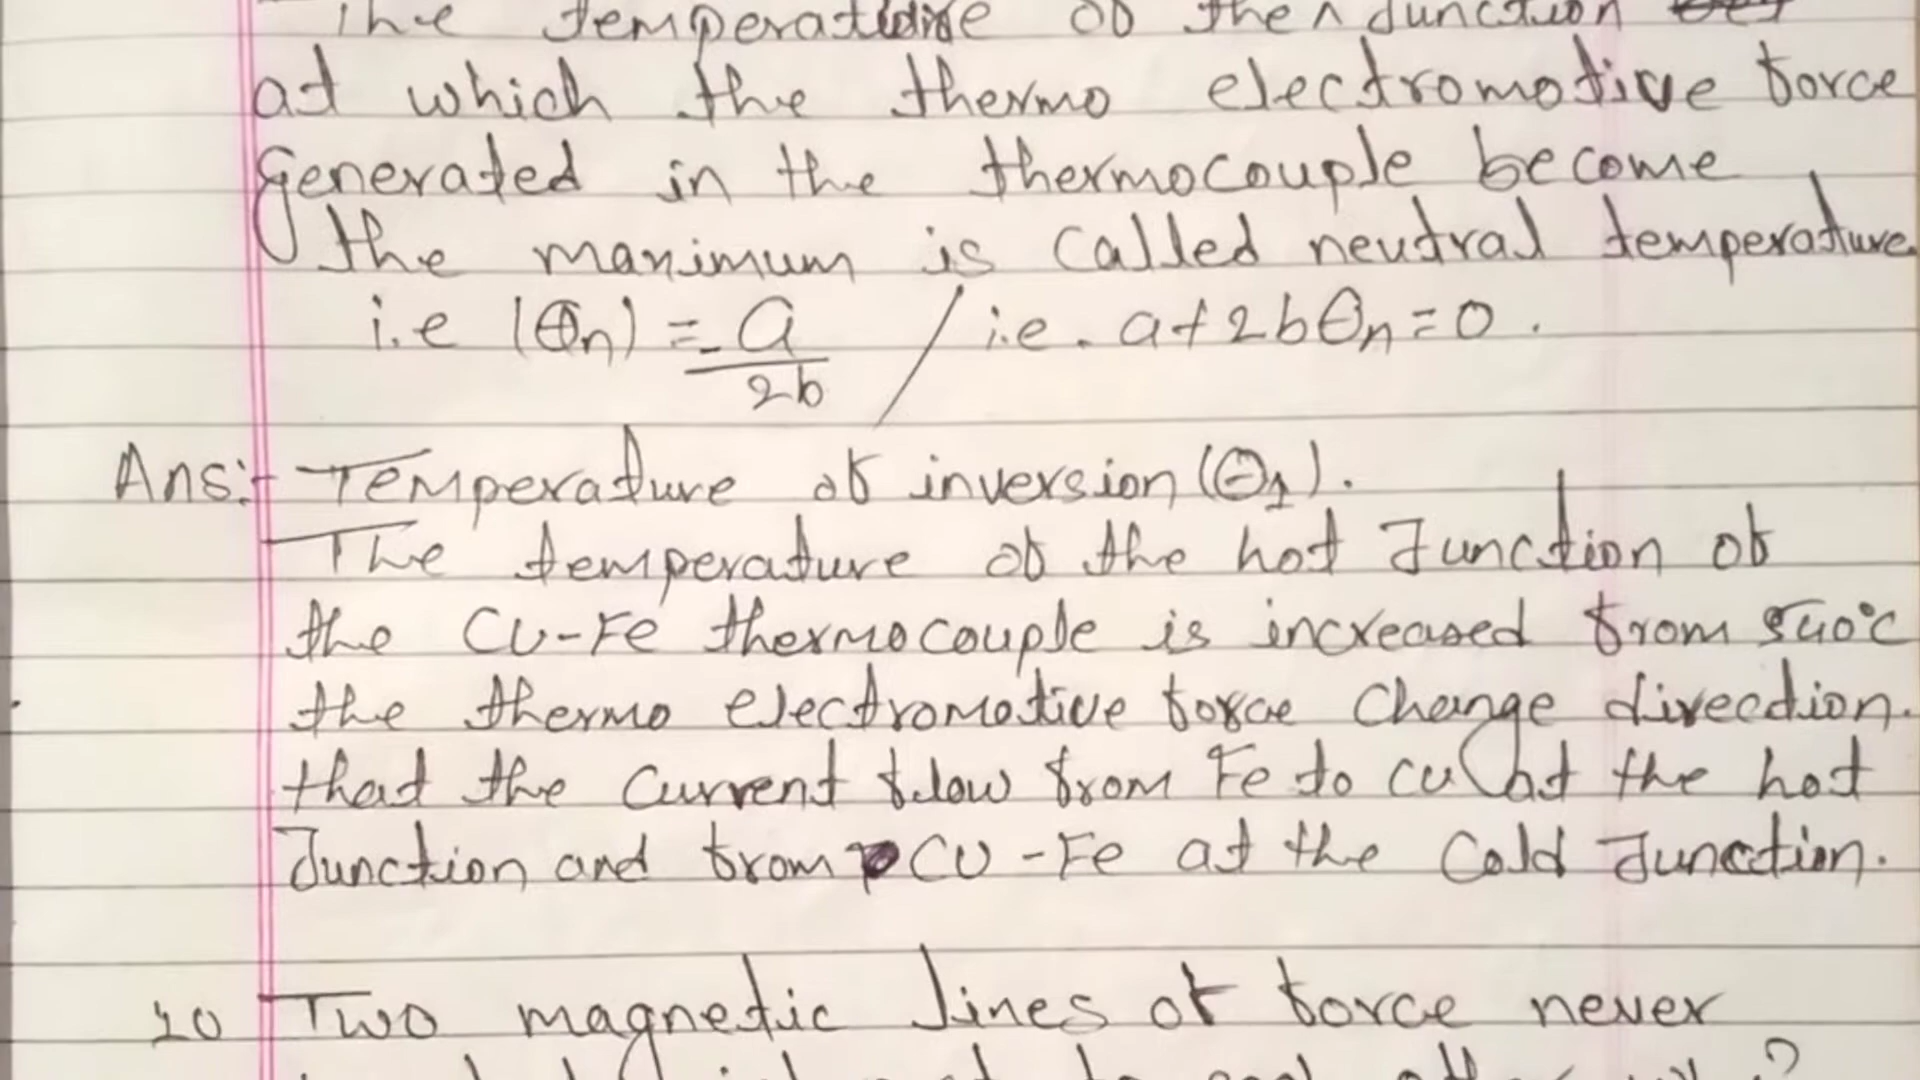 The temperature of the ^ Junction
at which the thermo electromotive force
Generated in the thermocouple become
the maximum is called neutral temperature
i.e (θn) = -a/2b / i.e. a+2bθn=0.
Ans:- Temperature of inversion (θ1).
The temperature of the hot Junction of
the Cu-Fe thermocouple is increased from 540°C
the thermo electromotive force change direction.
that the current flow from Fe to cu at the hot
Junction and from CU-Fe at the Cold Junction.
10 Two magnetic lines of force never